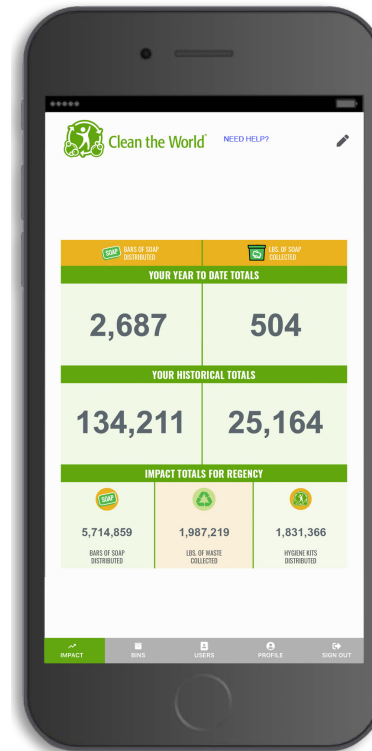 Clean the World
NEED HELP?
SOAP
BARS OF SOAP
DISTRIBUTED
LBS. OF SOAP
COLLECTED
YOUR YEAR TO DATE TOTALS
2,687
504
YOUR HISTORICAL TOTALS
134,211
25,164
IMPACT TOTALS FOR REGENCY
SOAP
5,714,859
1,987,219
1,831,366
BARS OF SOAP
DISTRIBUTED
LBS. OF WASTE
COLLECTED
HYGIENE KITS
DISTRIBUTED
IMPACT
BINS
USERS
PROFILE
SIGN OUT